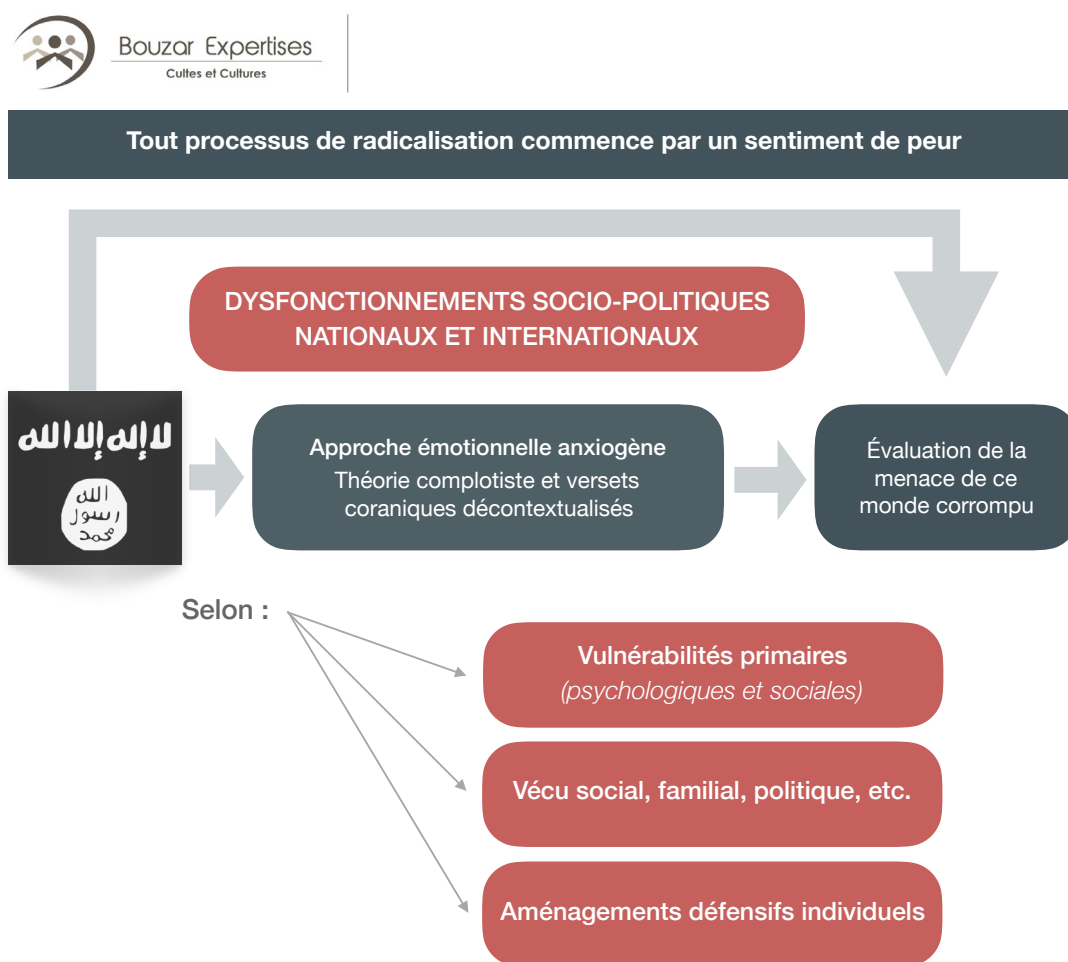 Bouzar Expertises
Cultes et Cultures
Tout processus de radicalisation commence par un sentiment de peur
DYSFONCTIONNEMENTS SOCIO-POLITIQUES
NATIONAUX ET INTERNATIONAUX
لا إله إلا الله
الله
رسول
محمد
Approche émotionnelle anxiogène
Théorie complotiste et versets
coraniques décontextualisés
Évaluation de la
menace de ce
monde corrompu
Selon :
Vulnérabilités primaires
(psychologiques et sociales)
Vécu social, familial, politique, etc.
Aménagements défensifs individuels